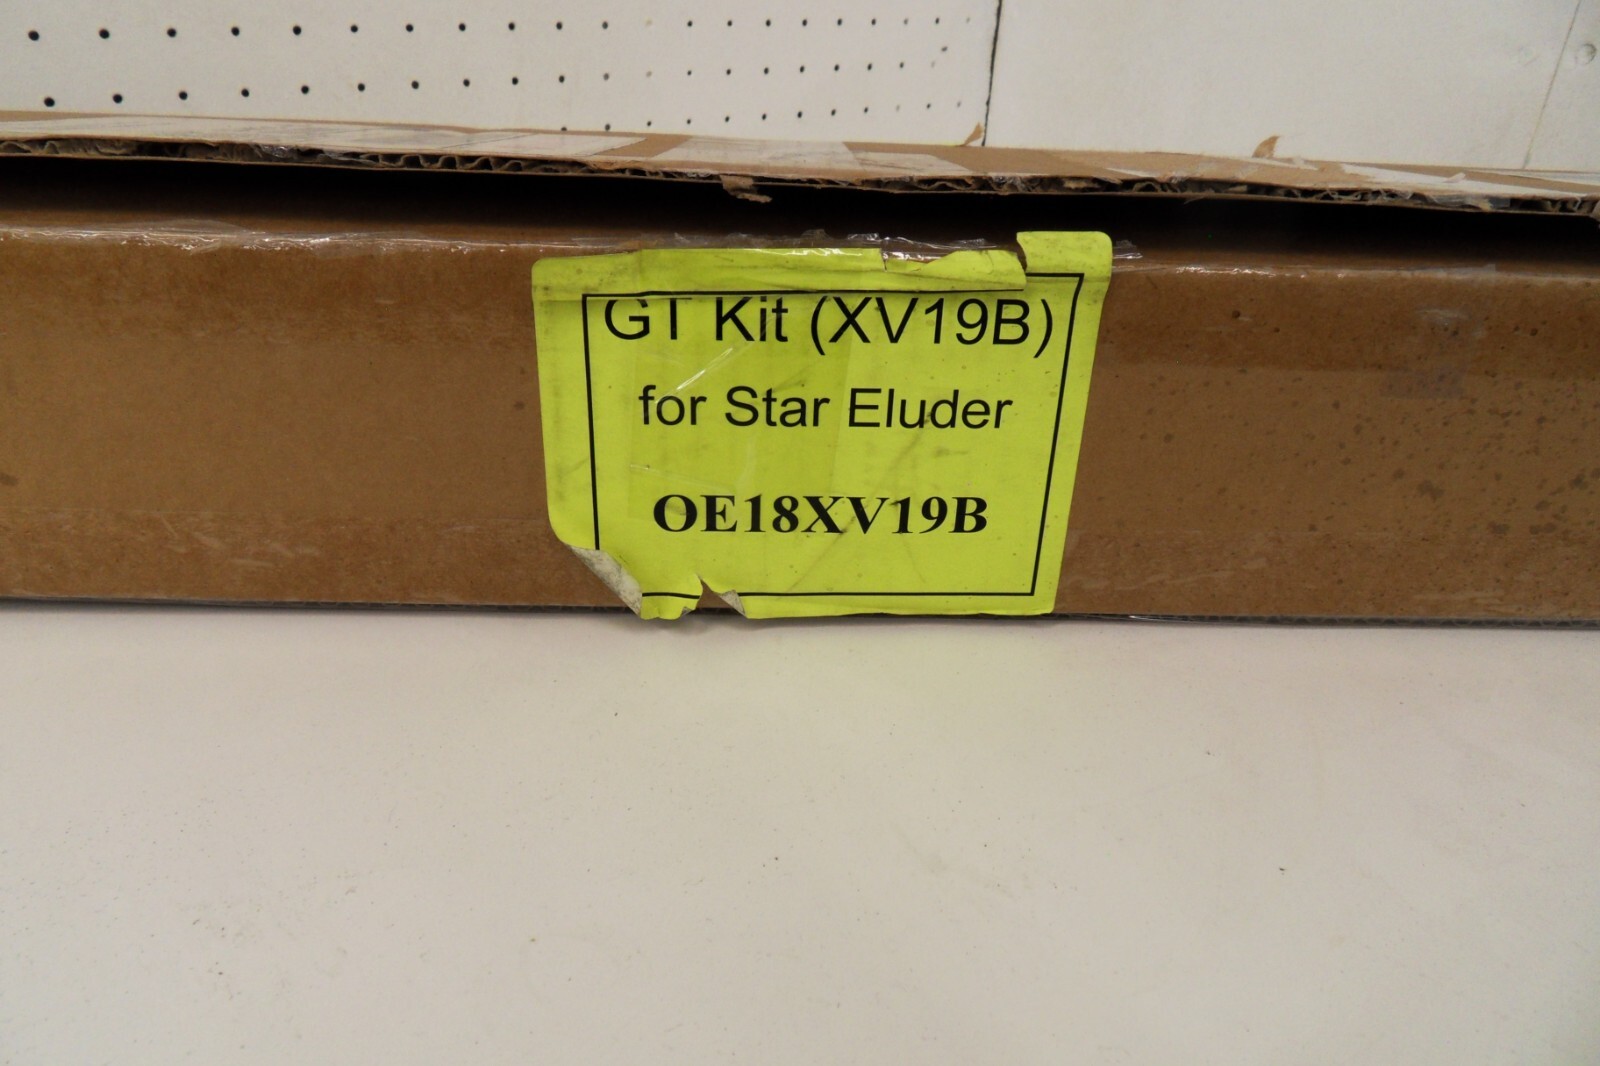 GT Kit (XV19B)
for Star Eluder
OE18XV19B